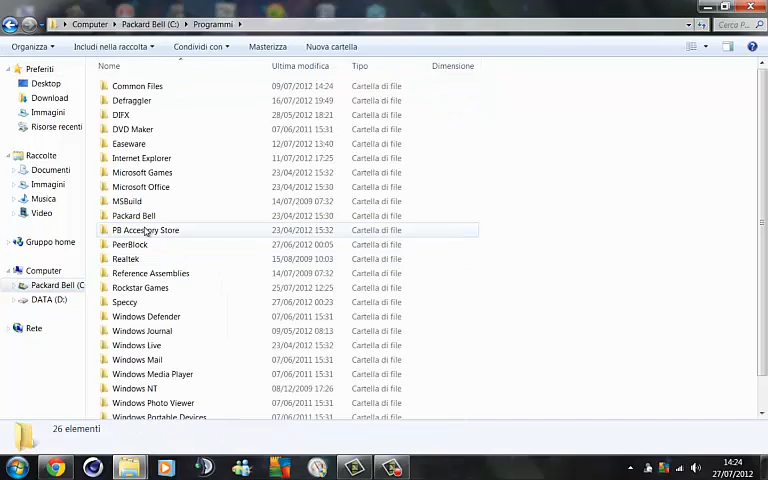 Computer Packard Bell (C:) Programmi Cerca P...
Organizza Includi nella raccolta Condividi con Masterizza Nuova cartella
Preferiti
Desktop
Download
Immagini
Risorse recenti
Raccolte
Documenti
Immagini
Musica
Video
Gruppo home
Computer
Packard Bell (C
DATA (D:)
Rete
Nome Ultima modifica Tipo Dimensione
Common Files 09/07/2012 14:24 Cartella di file
Defraggler 16/07/2012 19:49 Cartella di file
DIFX 28/05/2012 18:21 Cartella di file
DVD Maker 07/06/2011 15:31 Cartella di file
Easeware 12/07/2012 13:40 Cartella di file
Internet Explorer 11/07/2012 17:25 Cartella di file
Microsoft Games 23/04/2012 15:32 Cartella di file
Microsoft Office 23/04/2012 15:30 Cartella di file
MSBuild 14/07/2009 07:32 Cartella di file
Packard Bell 23/04/2012 15:30 Cartella di file
PB Accessory Store 23/04/2012 15:32 Cartella di file
PeerBlock 27/06/2012 00:05 Cartella di file
Realtek 15/08/2009 10:03 Cartella di file
Reference Assemblies 14/07/2009 07:32 Cartella di file
Rockstar Games 25/07/2012 12:25 Cartella di file
Speccy 27/06/2012 00:23 Cartella di file
Windows Defender 07/06/2011 15:31 Cartella di file
Windows Journal 09/05/2012 08:13 Cartella di file
Windows Live 23/04/2012 15:32 Cartella di file
Windows Mail 07/06/2011 15:31 Cartella di file
Windows Media Player 07/06/2011 15:31 Cartella di file
Windows NT 08/12/2009 17:26 Cartella di file
Windows Photo Viewer 07/06/2011 15:31 Cartella di file
Windows Portable Devices 07/06/2011 15:31 Cartella di file
26 elementi
14:24
27/07/2012